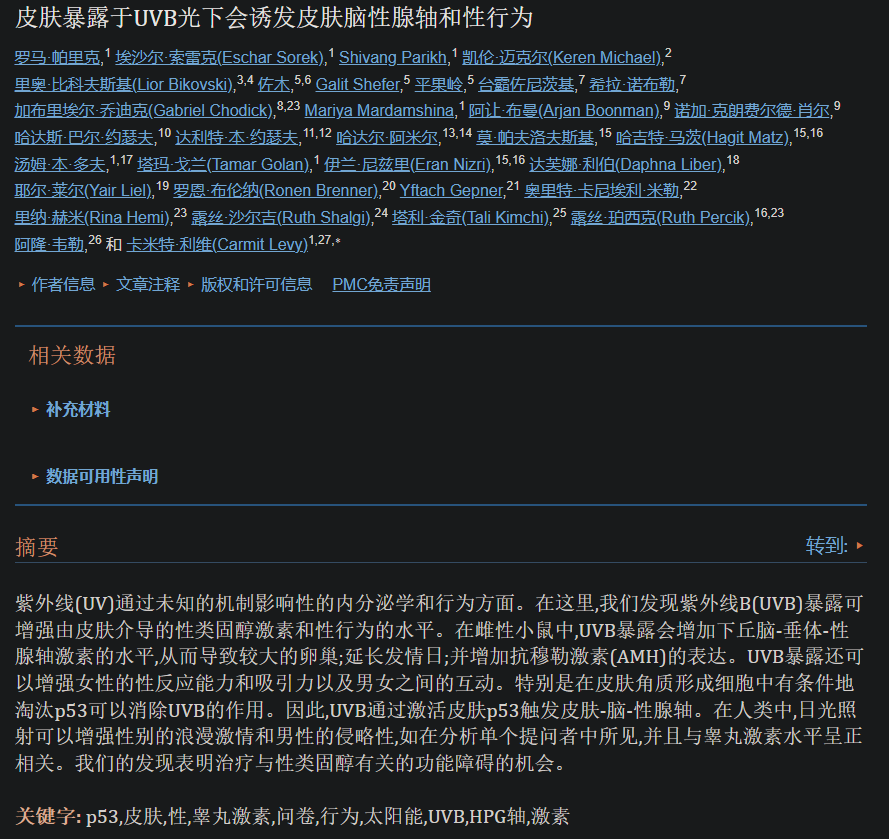 皮肤暴露于UVB光下会诱发皮肤脑性腺轴和性行为
罗马·帕里克,1 埃沙尔·索雷克(Eschar Sorek),1 Shivang Parikh,1 凯伦·迈克尔(Keren Michael),2
里奥·比科夫斯基(Lior Bikovski),3,4 佐木,5,6 Galit Shefer,5 平果岭,5 台霸佐尼茨基,7 希拉·诺布勒,7
加布里埃尔·乔迪克(Gabriel Chodick),8,23 Mariya Mardamshina,1 阿让·布曼(Arjan Boonman),9 诺加·克朗费尔德·肖尔,9
哈达斯·巴尔·约瑟夫,10 达利特·本·约瑟夫,11,12 哈达尔·阿米尔,13,14 莫·帕夫洛夫斯基,15 哈吉特·马茨(Hagit Matz),15,16
汤姆·本·多夫,1,17 塔玛·戈兰(Tamar Golan),1 伊兰·尼兹里(Eran Nizri),15,16 达芙娜·利伯(Daphna Liber),18
耶尔·莱尔(Yair Liel),19 罗恩·布伦纳(Ronen Brenner),20 Yftach Gepner,21 奥里特·卡尼埃利·米勒,22
里纳·赫米(Rina Hemi),23 露丝·沙尔吉(Ruth Shalgi),24 塔利·金奇(Tali Kimchi),25 露丝·珀西克(Ruth Percik),16,23
阿隆·韦勒,26 和 卡米特·利维(Carmit Levy)1,27,*
▸ 作者信息 ▸ 文章注释 ▸ 版权和许可信息 PMC免责声明
相关数据
▸ 补充材料
▸ 数据可用性声明
摘要 转到: ▸
紫外线(UV)通过未知的机制影响性的内分泌学和行为方面。在这里,我们发现紫外线B(UVB)暴露可
增强由皮肤介导的性类固醇激素和性行为的水平。在雌性小鼠中,UVB暴露会增加下丘脑-垂体-性
腺轴激素的水平,从而导致较大的卵巢;延长发情日;并增加抗穆勒激素(AMH)的表达。UVB暴露还可
以增强女性的性反应能力和吸引力以及男女之间的互动。特别是在皮肤角质形成细胞中有条件地
淘汰p53可以消除UVB的作用。因此,UVB通过激活皮肤p53触发皮肤-脑-性腺轴。在人类中,日光照
射可以增强性别的浪漫激情和男性的侵略性,如在分析单个提问者中所见,并且与睾丸激素水平呈正
相关。我们的发现表明治疗与性类固醇有关的功能障碍的机会。
关键字: p53,皮肤,性,睾丸激素,问卷,行为,太阳能,UVB,HPG轴,激素